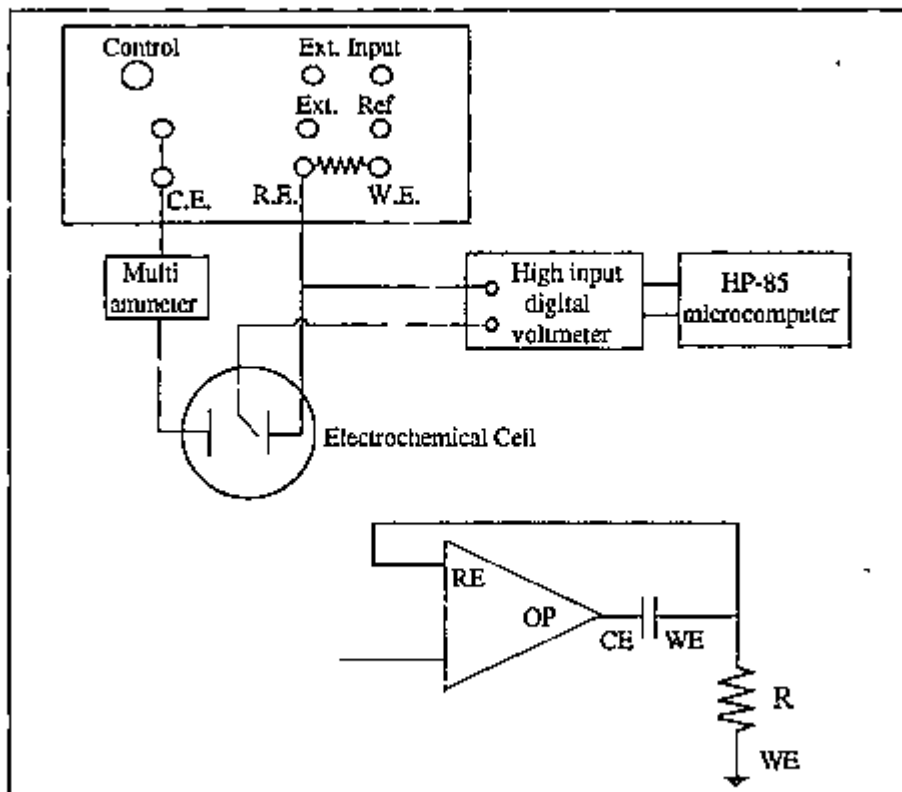 Control
Ext. Input
Ext. Ref
C.E.
R.E.
W.E.
Multi
ammeter
High input
digital
voltmeter
HP-85
microcomputer
Electrochemical Cell
RE
OP
CE
WE
R
WE